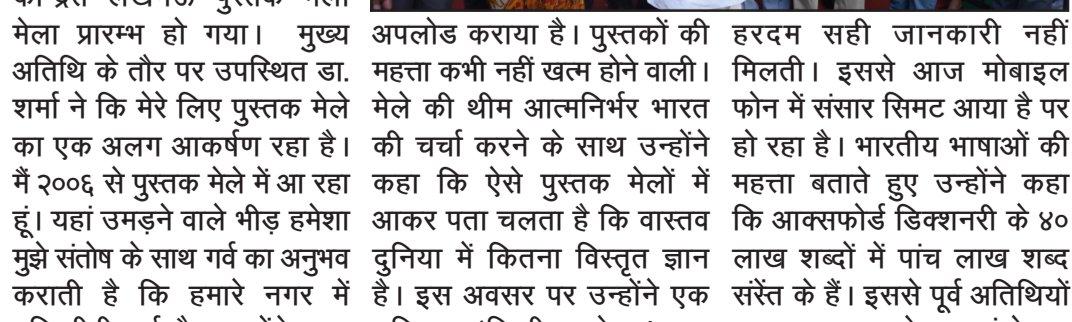 मेला प्रारम्भ हो गया। मुख्य
अतिथि के तौर पर उपस्थित डा.
शर्मा ने कि मेरे लिए पुस्तक मेले
का एक अलग आकर्षण रहा है।
मैं २००६ से पुस्तक मेले में आ रहा
हूं। यहां उमड़ने वाले भीड़ हमेशा
मुझे संतोष के साथ गर्व का अनुभव
कराती है कि हमारे नगर में
अपलोड कराया है। पुस्तकों की
महत्ता कभी नहीं खत्म होने वाली।
मेले की थीम आत्मनिर्भर भारत
की चर्चा करने के साथ उन्होंने
कहा कि ऐसे पुस्तक मेलों में
आकर पता चलता है कि वास्तव
दुनिया में कितना विस्तृत ज्ञान
है। इस अवसर पर उन्होंने एक
हरदम सही जानकारी नहीं
मिलती। इससे आज मोबाइल
फोन में संसार सिमट आया है पर
हो रहा है। भारतीय भाषाओं की
महत्ता बताते हुए उन्होंने कहा
कि आक्सफोर्ड डिक्शनरी के ४०
लाख शब्दों में पांच लाख शब्द
संस्ेंत के हैं। इससे पूर्व अतिथियों